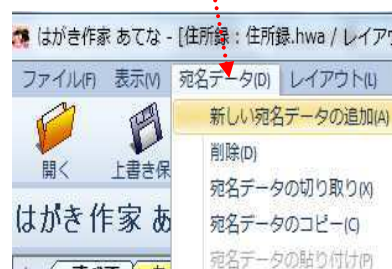 はがき作家 あてな - [住所録：住所録.hwa / レイアウ
ファイル(F) 表示(V) 宛名データ(D) レイアウト(L)
新しい宛名データの追加(A)
開く 上書き保
削除(D)
宛名データの切り取り(X)
はがき作家 あ
宛名データのコピー(C)
宛名データの貼り付け(P)